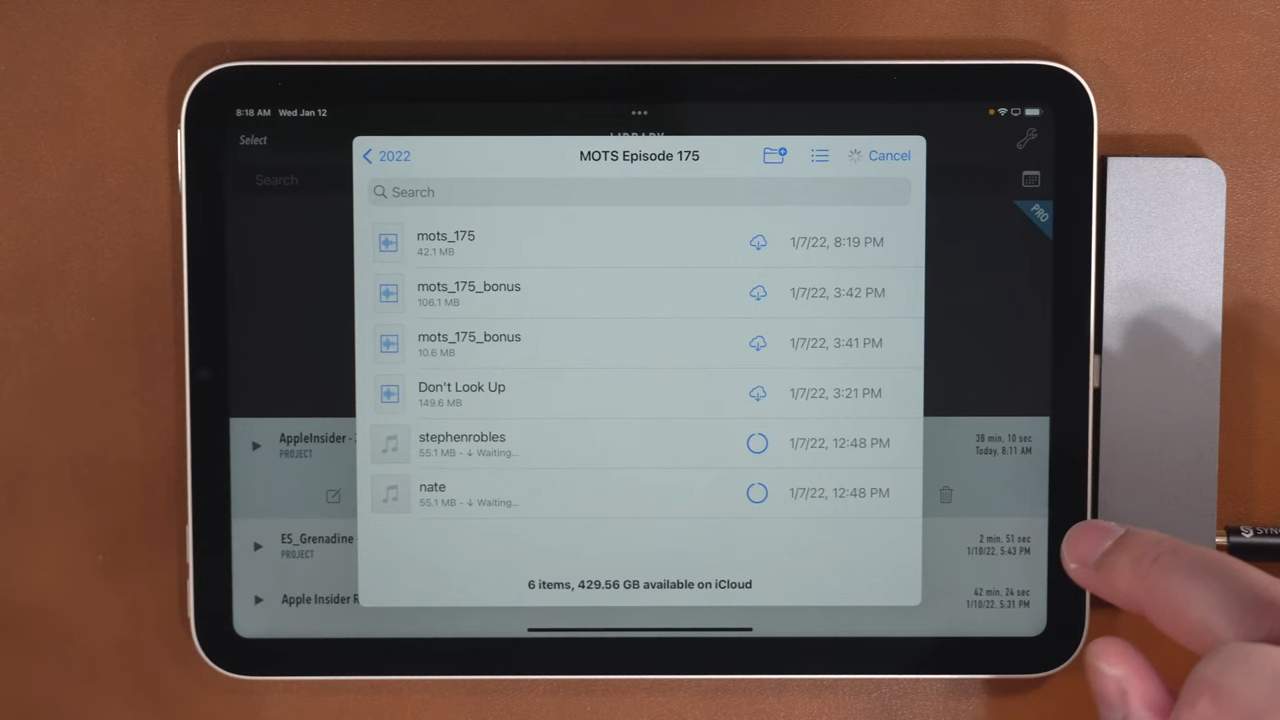 8:18 AM Wed Jan 12
Select
LIBRARY
2022
MOTS Episode 175
Cancel
Search
Search
PRO
mots_175
42.1 MB
1/7/22, 8:19 PM
mots_175_bonus
106.1 MB
1/7/22, 3:42 PM
mots_175_bonus
10.6 MB
1/7/22, 3:41 PM
Don't Look Up
149.6 MB
1/7/22, 3:21 PM
stephenrobles
55.1 MB - ↓ Waiting...
1/7/22, 12:48 PM
nate
55.1 MB - ↓ Waiting...
1/7/22, 12:48 PM
6 items, 429.56 GB available on iCloud
AppleInsider -
PROJECT
38 min, 10 sec
Today, 8:11 AM
ES_Grenadine -
PROJECT
2 min, 51 sec
1/10/22, 5:43 PM
Apple Insider
42 min, 24 sec
1/10/22, 5:31 PM